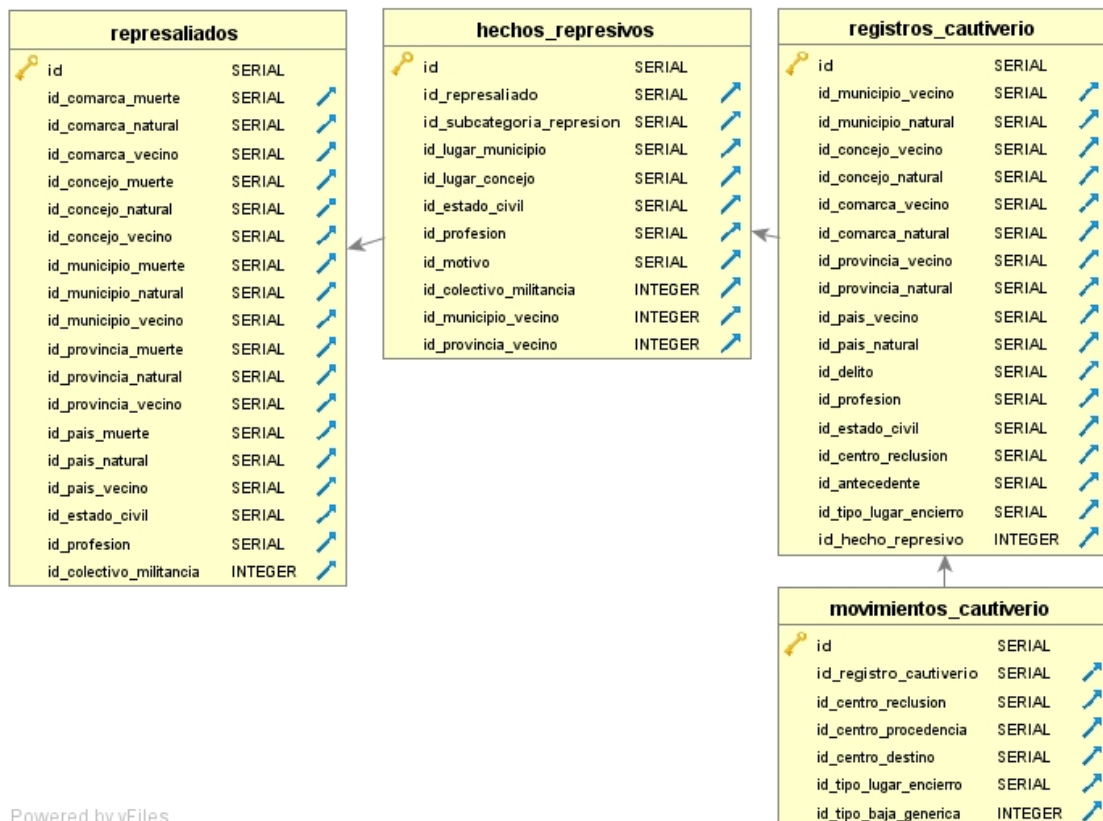 represaliados
id SERIAL
id_comarca_muerte SERIAL
id_comarca_natural SERIAL
id_comarca_vecino SERIAL
id_concejo_muerte SERIAL
id_concejo_natural SERIAL
id_concejo_vecino SERIAL
id_municipio_muerte SERIAL
id_municipio_natural SERIAL
id_municipio_vecino SERIAL
id_provincia_muerte SERIAL
id_provincia_natural SERIAL
id_provincia_vecino SERIAL
id_pais_muerte SERIAL
id_pais_natural SERIAL
id_pais_vecino SERIAL
id_estado_civil SERIAL
id_profesion SERIAL
id_colectivo_militancia INTEGER
hechos_represivos
id SERIAL
id_represaliado SERIAL
id_subcategoria_represion SERIAL
id_lugar_municipio SERIAL
id_lugar_concejo SERIAL
id_estado_civil SERIAL
id_profesion SERIAL
id_motivo SERIAL
id_colectivo_militancia INTEGER
id_municipio_vecino INTEGER
id_provincia_vecino INTEGER
registros_cautiverio
id SERIAL
id_municipio_vecino SERIAL
id_municipio_natural SERIAL
id_concejo_vecino SERIAL
id_concejo_natural SERIAL
id_comarca_vecino SERIAL
id_comarca_natural SERIAL
id_provincia_vecino SERIAL
id_provincia_natural SERIAL
id_pais_vecino SERIAL
id_pais_natural SERIAL
id_delito SERIAL
id_profesion SERIAL
id_estado_civil SERIAL
id_centro_reclusion SERIAL
id_antecedente SERIAL
id_tipo_lugar_encierro SERIAL
id_hecho_represivo INTEGER
movimientos_cautiverio
id SERIAL
id_registro_cautiverio SERIAL
id_centro_reclusion SERIAL
id_centro_procedencia SERIAL
id_centro_destino SERIAL
id_tipo_lugar_encierro SERIAL
id_tipo_baja_generica INTEGER
Powered by yFiles